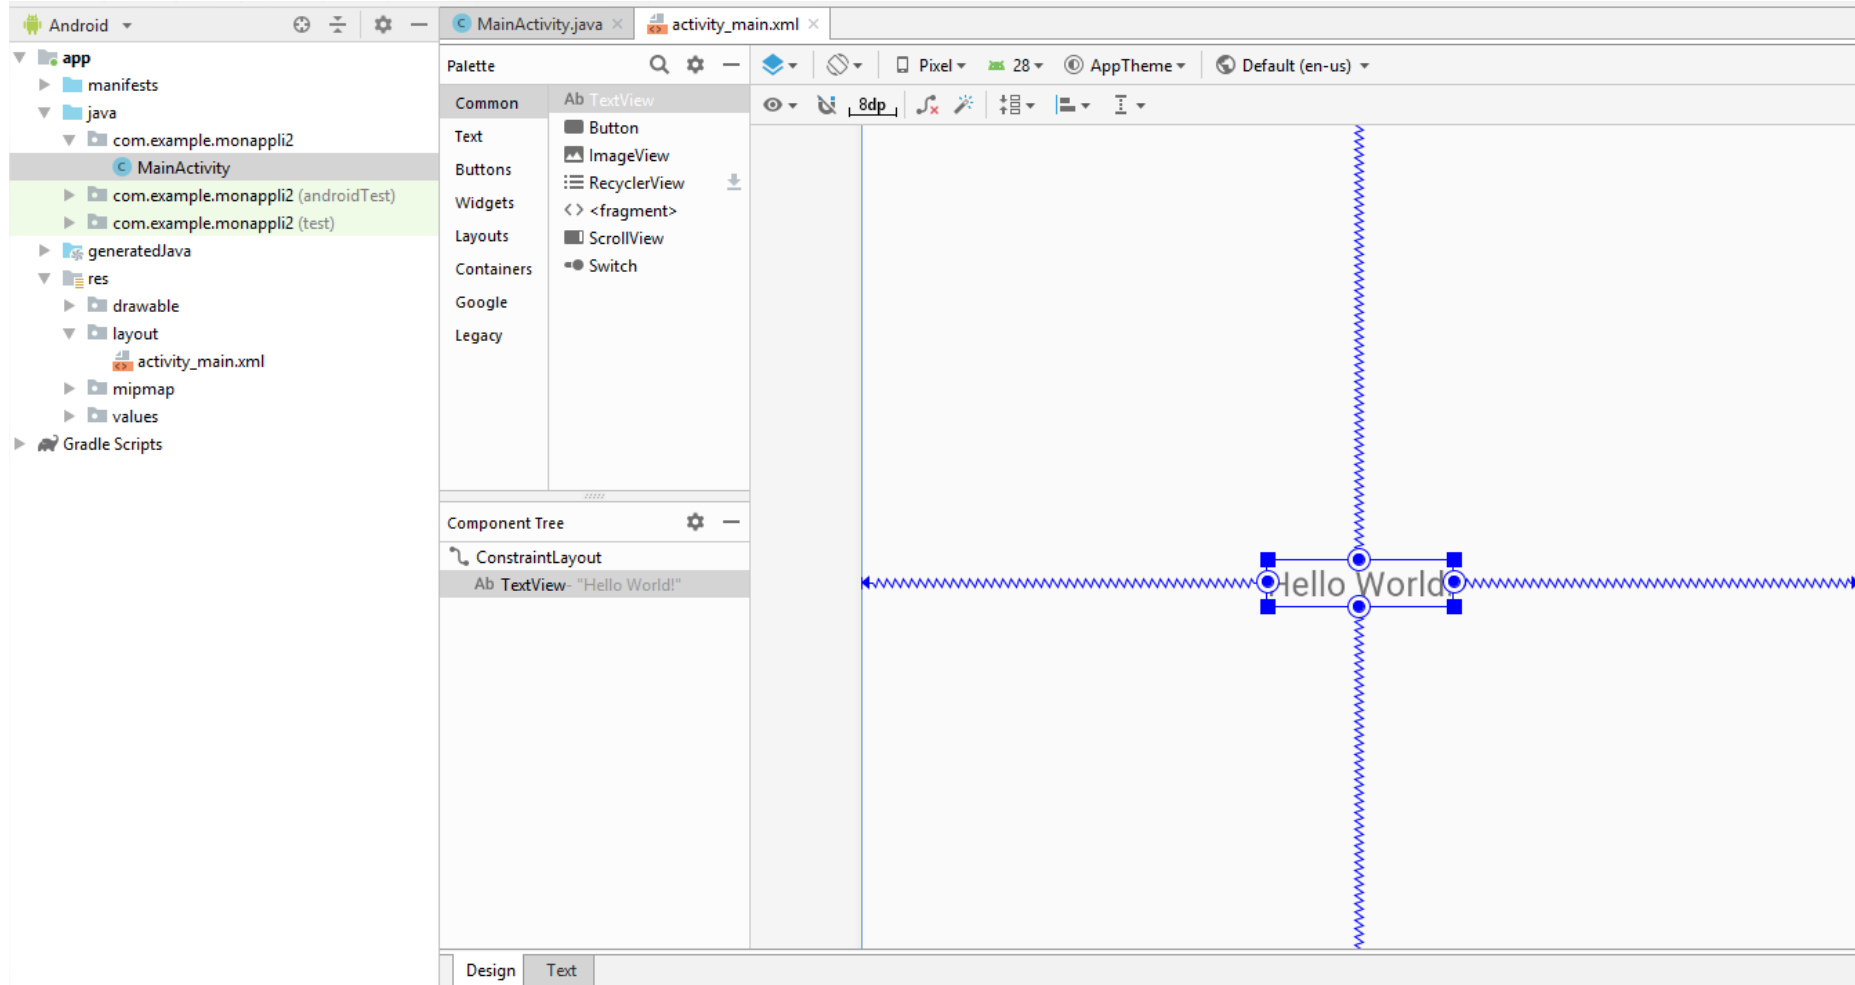 Android
app
manifests
java
com.example.monappli2
MainActivity
com.example.monappli2 (androidTest)
com.example.monappli2 (test)
generatedJava
res
drawable
layout
activity_main.xml
mipmap
values
Gradle Scripts
MainActivity.java
activity_main.xml
Palette
Common
Text
Buttons
Widgets
Layouts
Containers
Google
Legacy
Ab TextView
Button
ImageView
RecyclerView
<fragment>
ScrollView
Switch
Component Tree
ConstraintLayout
Ab TextView- "Hello World!"
Pixel 28 AppTheme Default (en-us)
8dp
Hello World!
Design Text